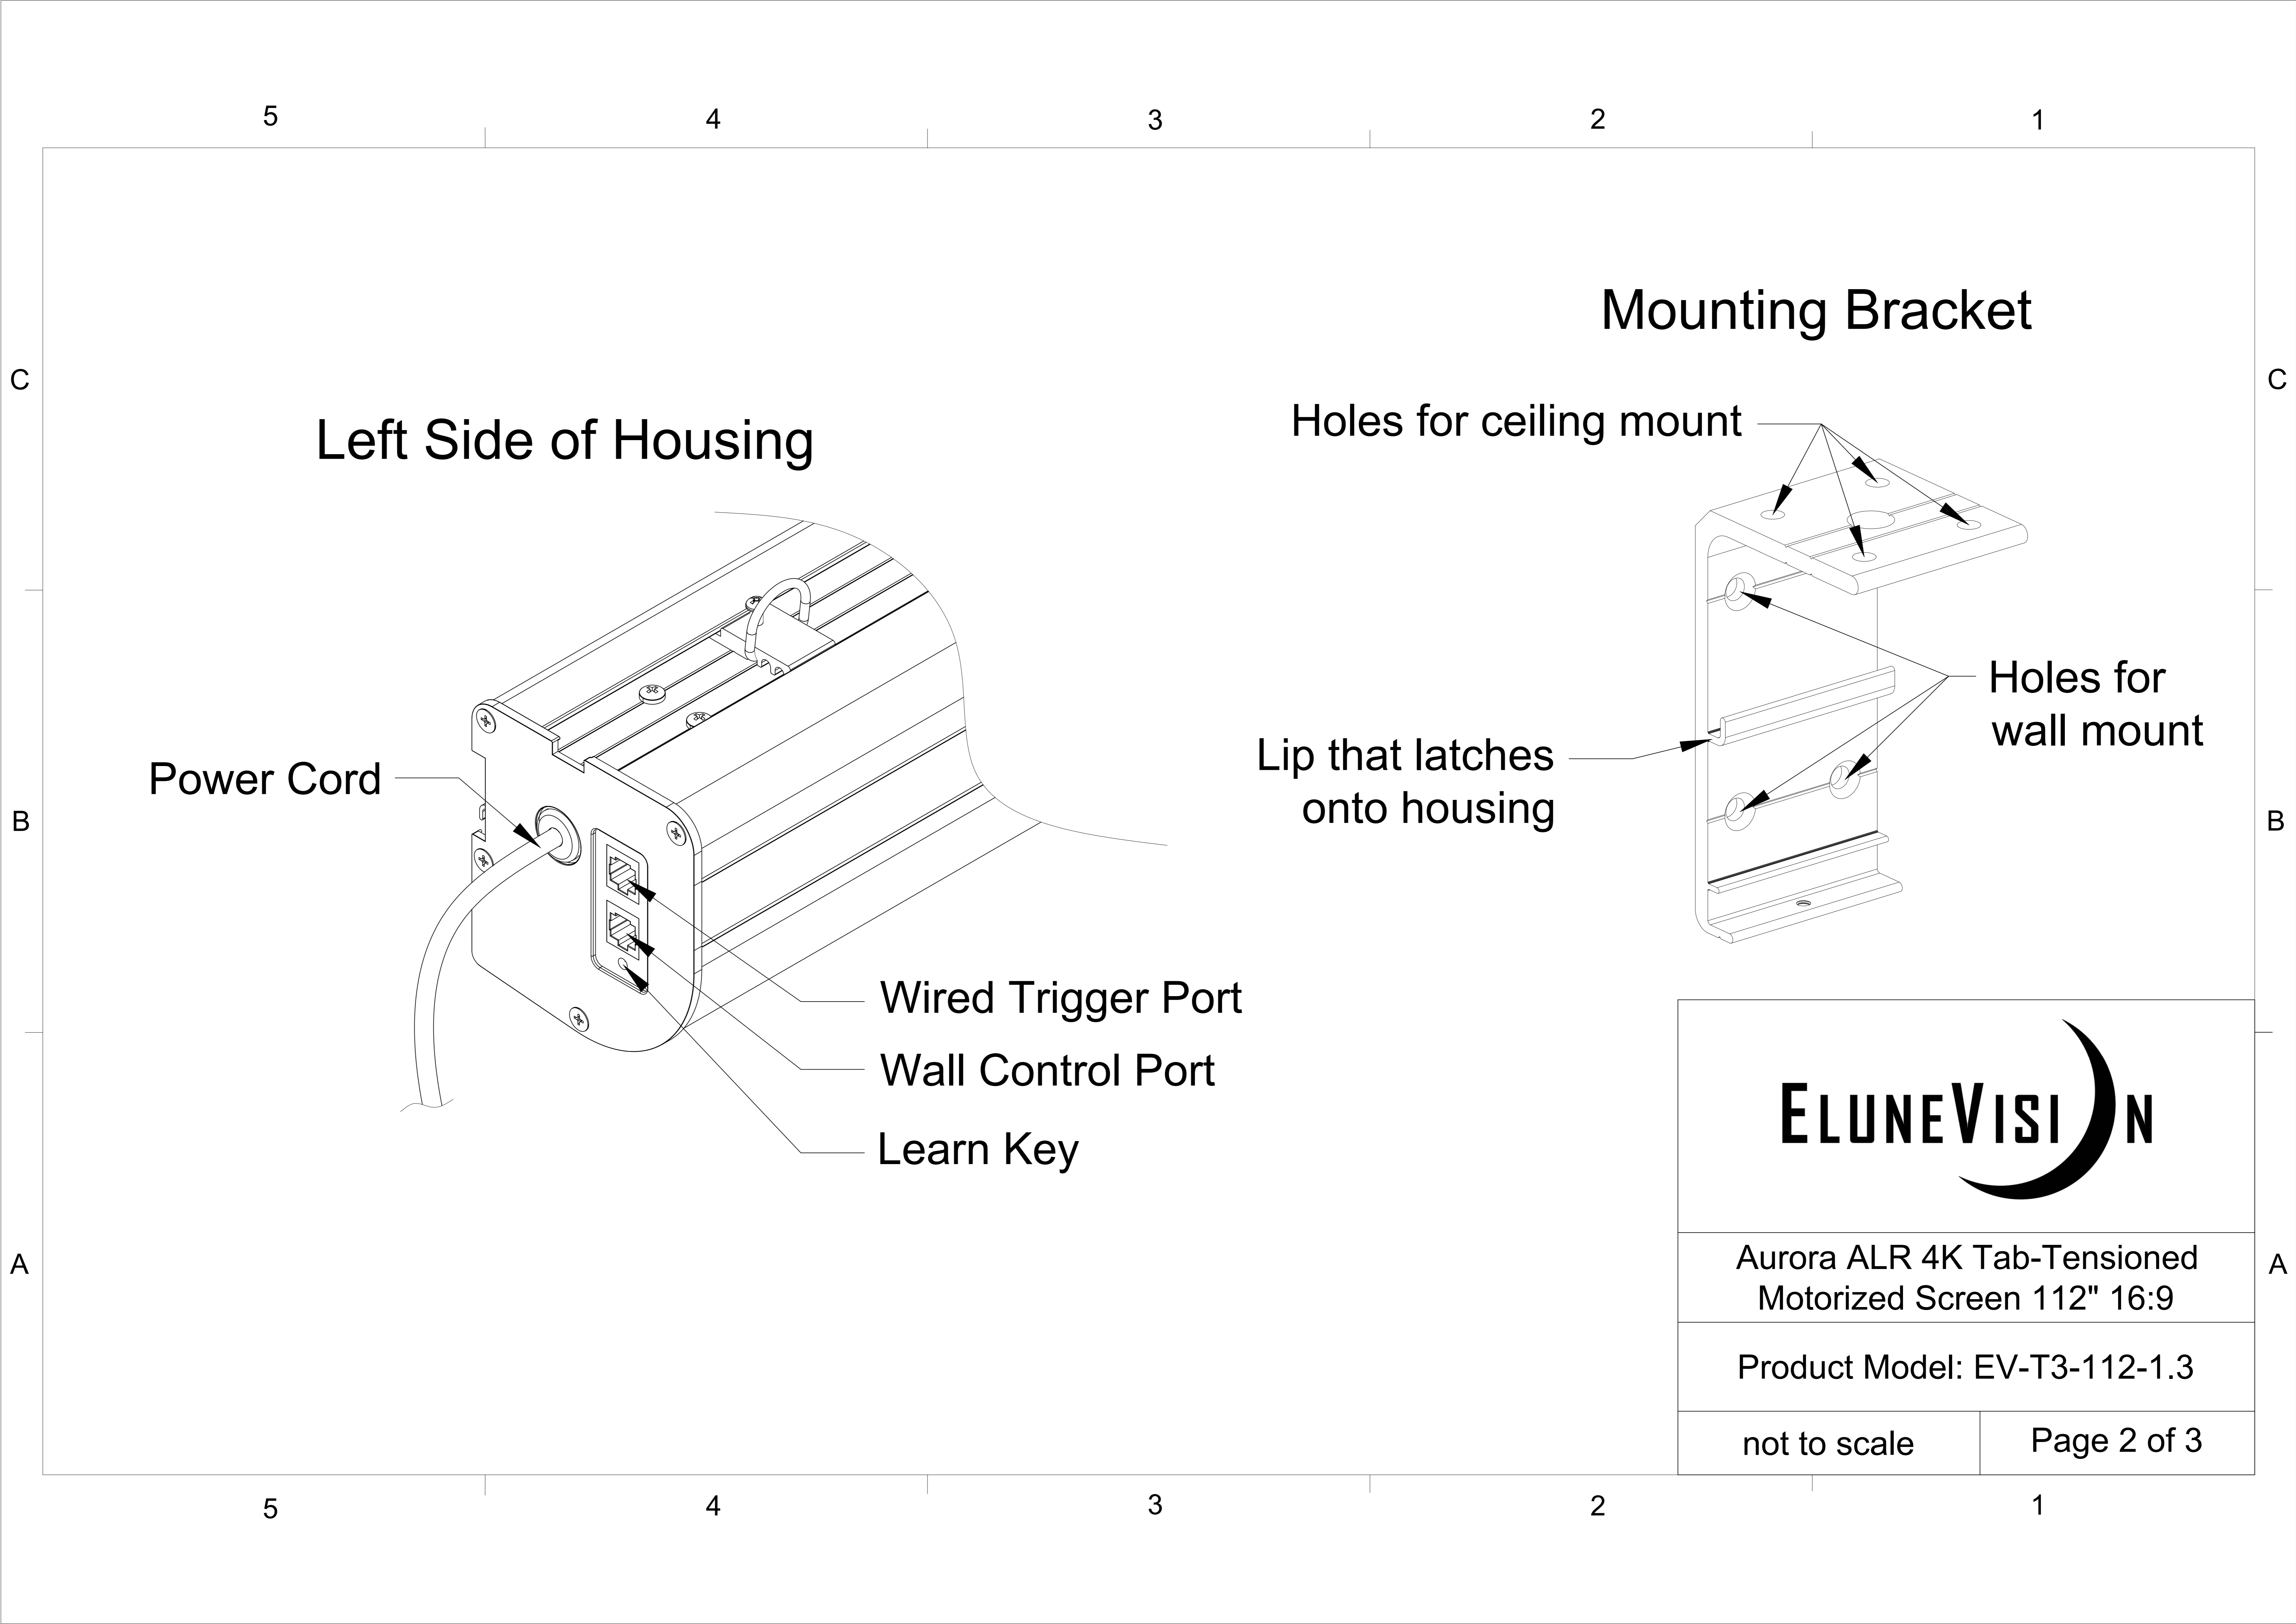 5 4 3 2 1
C C
B B
A A
Mounting Bracket
Holes for ceiling mount
Holes for
wall mount
Lip that latches
onto housing
Left Side of Housing
Power Cord
Wired Trigger Port
Wall Control Port
Learn Key
ELUNEVISION
Aurora ALR 4K Tab-Tensioned
Motorized Screen 112" 16:9
Product Model: EV-T3-112-1.3
not to scale
Page 2 of 3
5 4 3 2 1